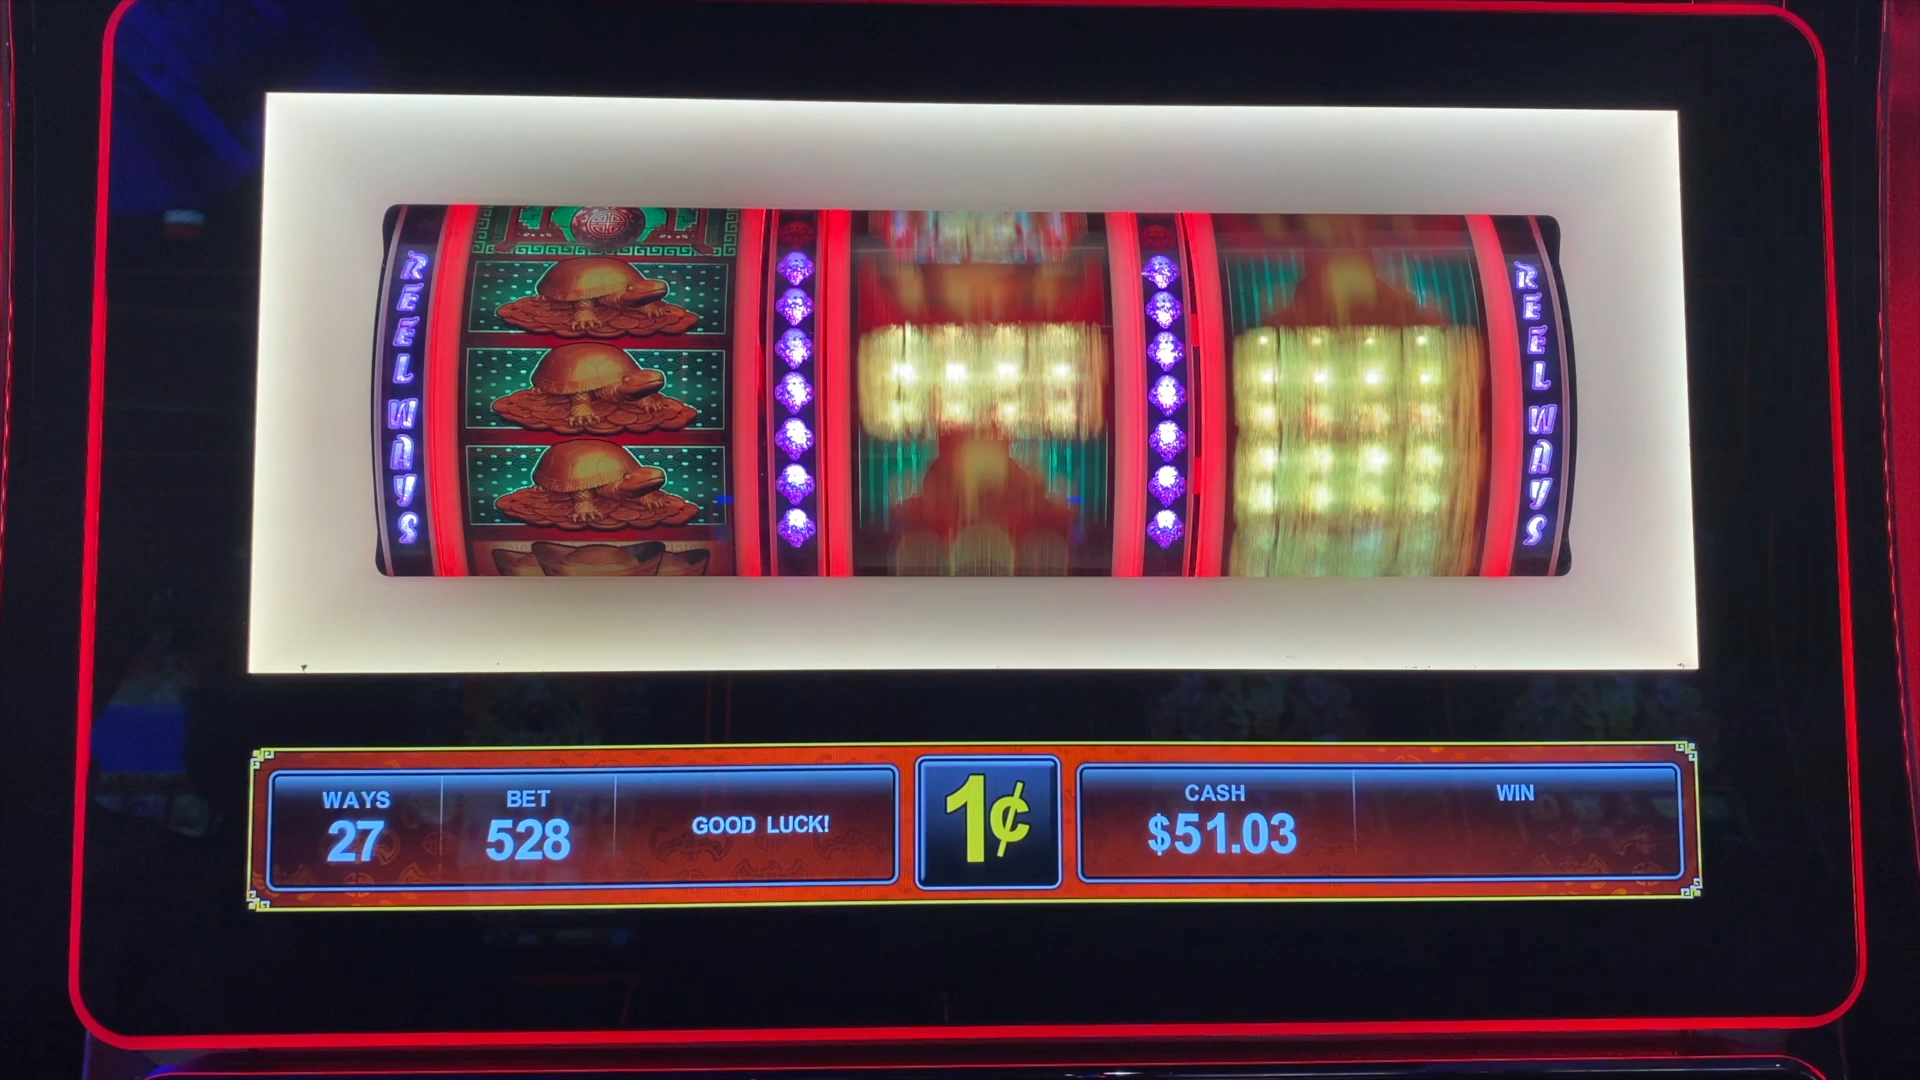 REEL WAYS
REEL WAYS
WAYS
27
BET
528
GOOD LUCK!
1¢
CASH
$51.03
WIN